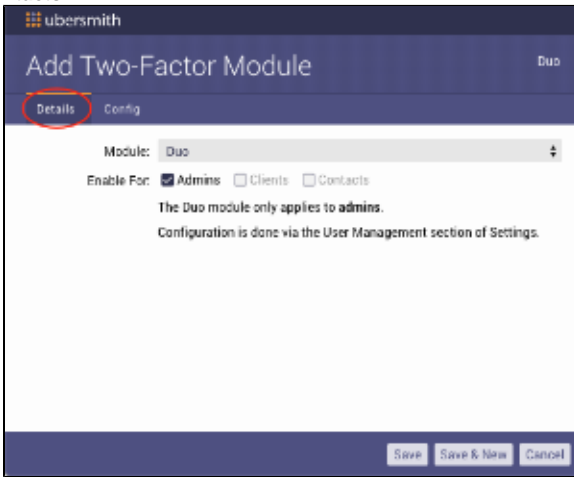 ubersmith
Add Two-Factor Module
Duo
Details Config
Module: Duo
Enable For: Admins Clients Contacts
The Duo module only applies to admins.
Configuration is done via the User Management section of Settings.
Save Save & New Cancel